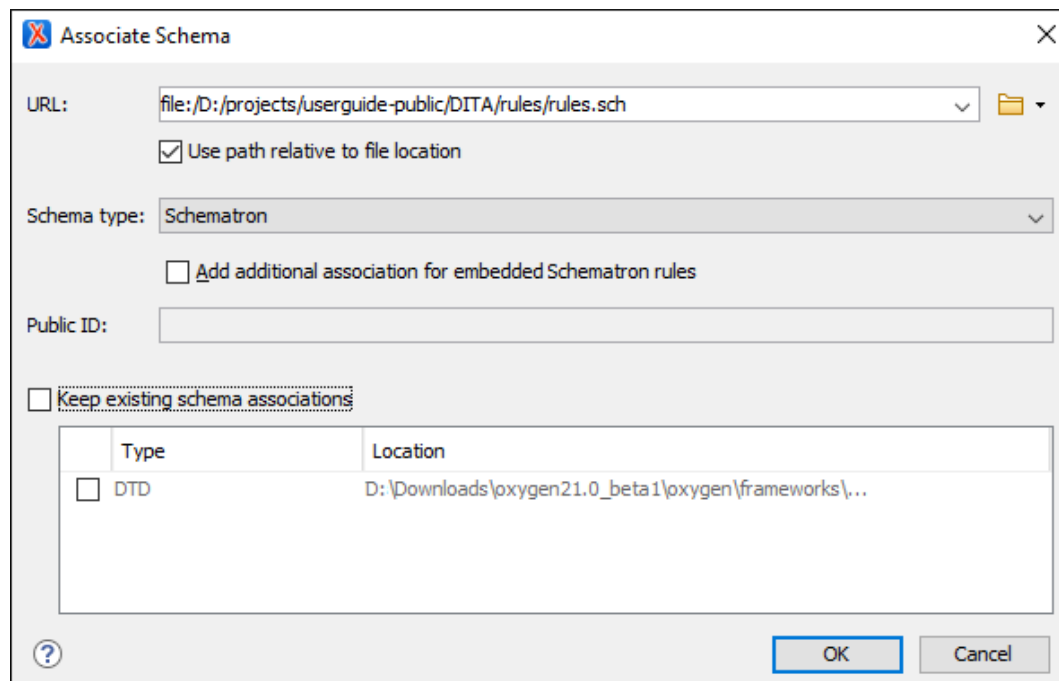 Associate Schema
URL: file:/D:/projects/userguide-public/DITA/rules/rules.sch
Use path relative to file location
Schema type: Schematron
Add additional association for embedded Schematron rules
Public ID:
Keep existing schema associations
Type Location
DTD D:\Downloads\oxygen21.0_beta1\oxygen\frameworks\...
? OK Cancel